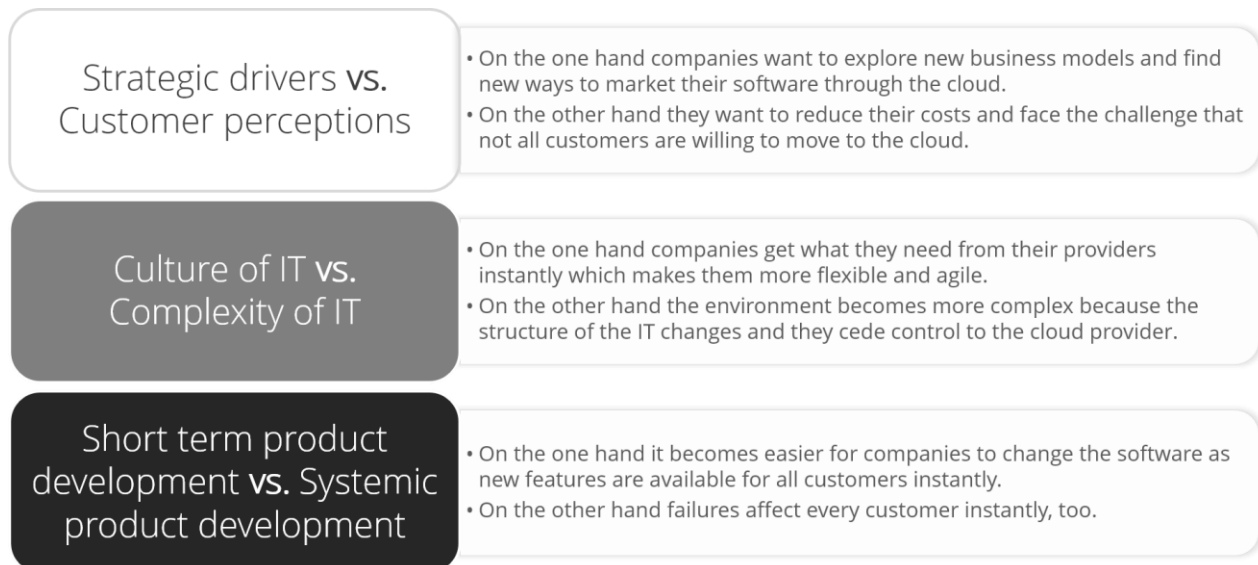 Strategic drivers vs.
Customer perceptions
• On the one hand companies want to explore new business models and find
new ways to market their software through the cloud.
• On the other hand they want to reduce their costs and face the challenge that
not all customers are willing to move to the cloud.
Culture of IT vs.
Complexity of IT
• On the one hand companies get what they need from their providers
instantly which makes them more flexible and agile.
• On the other hand the environment becomes more complex because the
structure of the IT changes and they cede control to the cloud provider.
Short term product
development vs. Systemic
product development
• On the one hand it becomes easier for companies to change the software as
new features are available for all customers instantly.
• On the other hand failures affect every customer instantly, too.